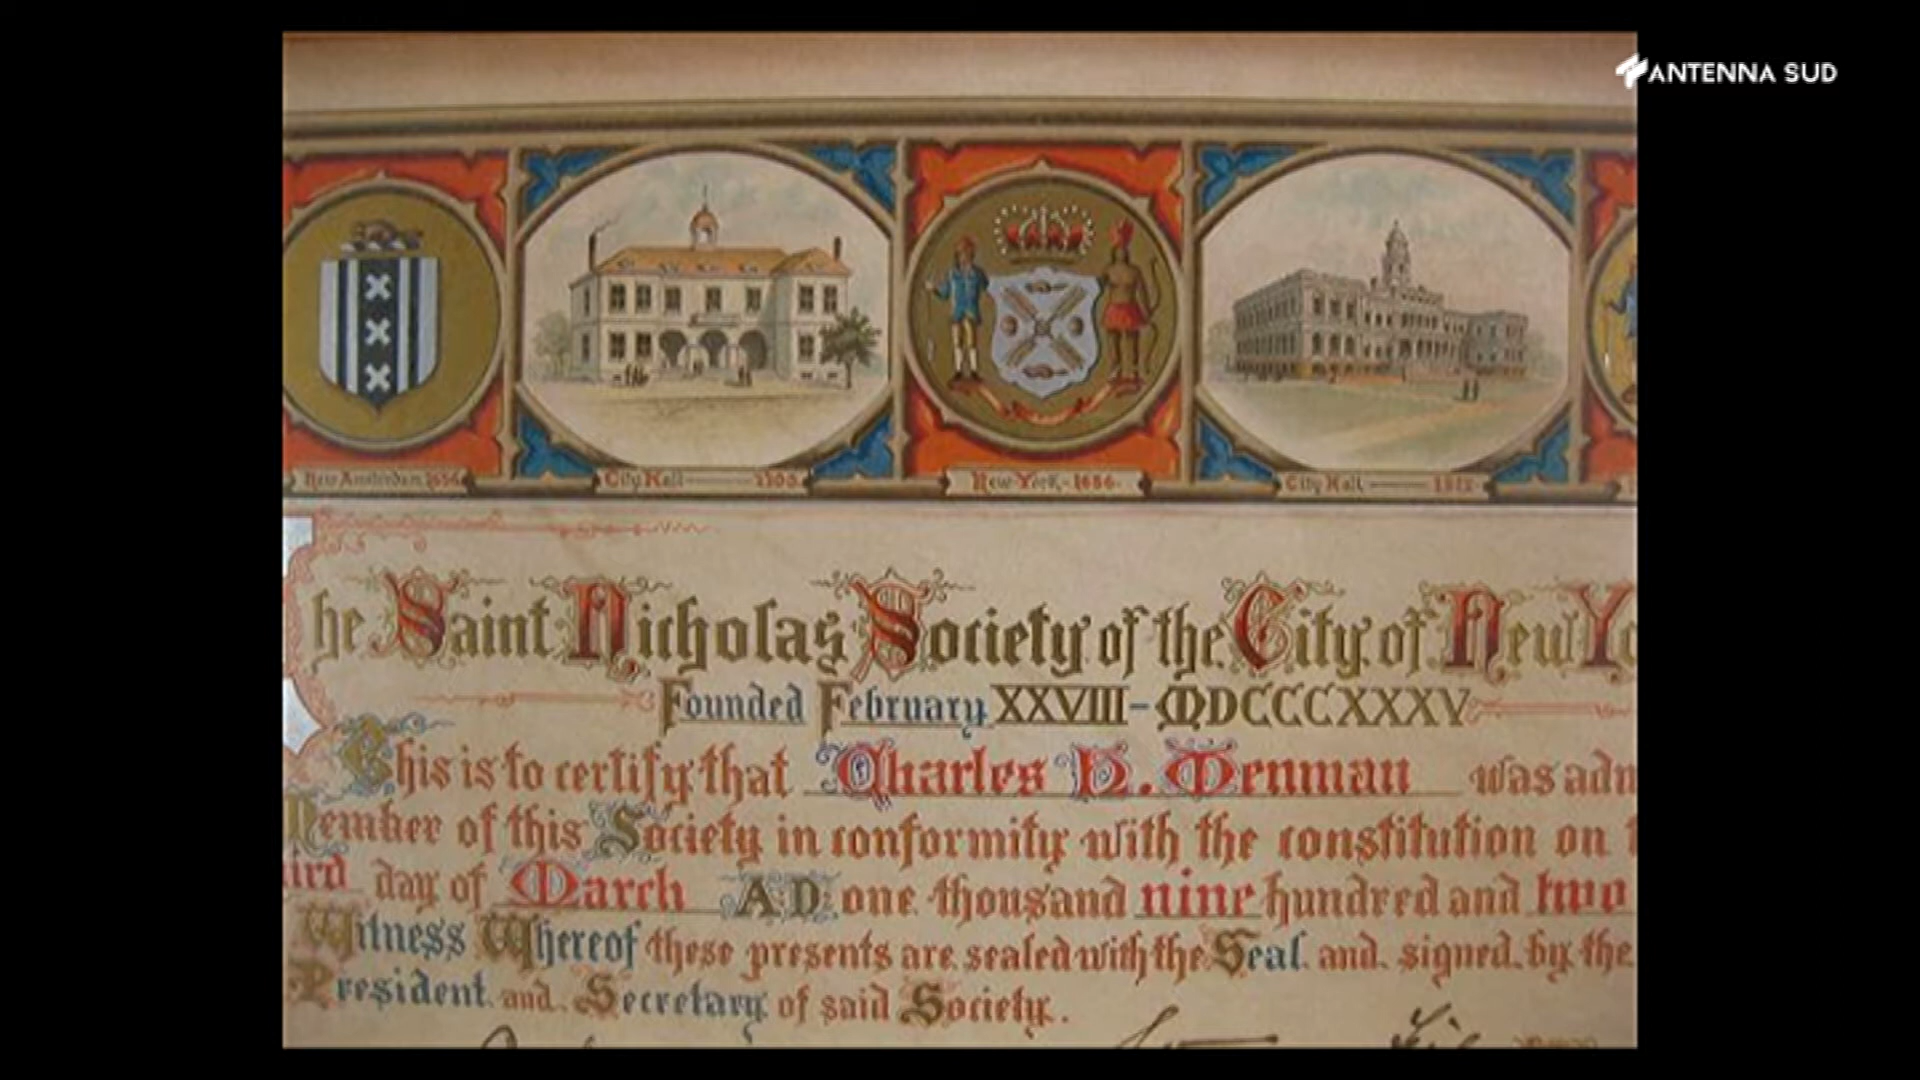 ANTENNA SUD
New Amsterdam 1654
City Hall 1700
New-York-1686
City Hall 1812
he Saint Nicholas Society of the City of New Yo
Founded February XXVIII-MDCCCXXXV
This is to certify that Charles H. Denman was adm
Member of this Society in conformity with the constitution on t
hird day of March A.D. one thousand nine hundred and two
Witness Whereof these presents are sealed with the Seal and signed by the
President and Secretary of said Society.